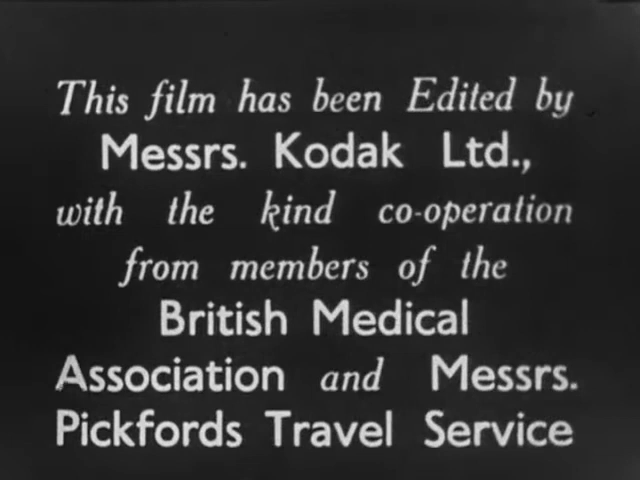 This film has been Edited by
Messrs. Kodak Ltd.,
with the kind co-operation
from members of the
British Medical
Association and Messrs.
Pickfords Travel Service